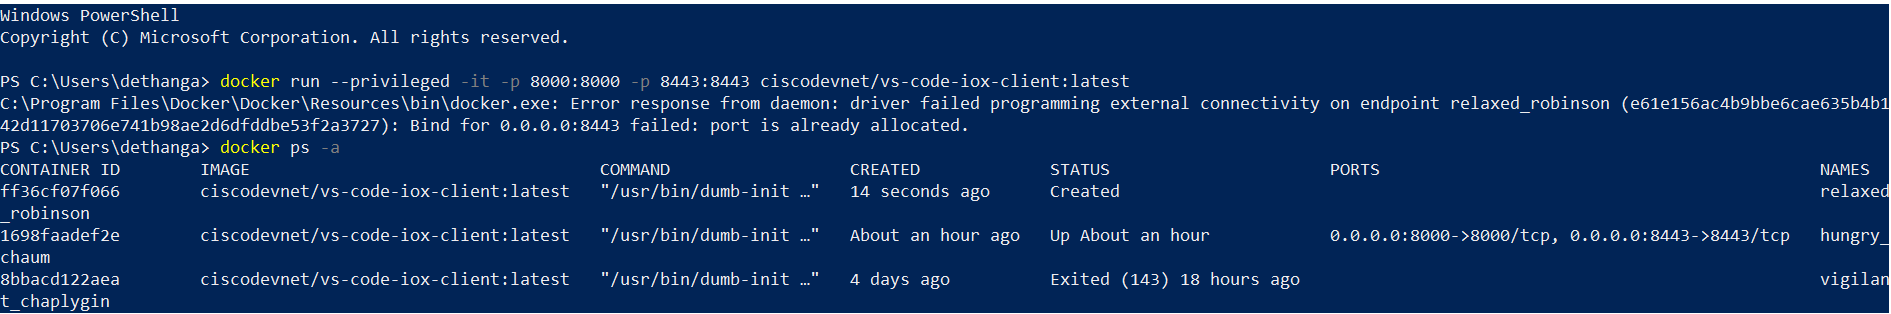 Windows PowerShell
Copyright (C) Microsoft Corporation. All rights reserved.
PS C:\Users\dethanga> docker run --privileged -it -p 8000:8000 -p 8443:8443 ciscodevnet/vs-code-iox-client:latest
C:\Program Files\Docker\Docker\Resources\bin\docker.exe: Error response from daemon: driver failed programming external connectivity on endpoint relaxed_robinson (e61e156ac4b9bbe6cae635b4b1
42d11703706e741b98ae2d6dfddbe53f2a3727): Bind for 0.0.0.0:8443 failed: port is already allocated.
PS C:\Users\dethanga> docker ps -a
CONTAINER ID IMAGE COMMAND CREATED STATUS PORTS NAMES
ff36cf07f066 ciscodevnet/vs-code-iox-client:latest "/usr/bin/dumb-init …" 14 seconds ago Created relaxed
_robinson
1698faadef2e ciscodevnet/vs-code-iox-client:latest "/usr/bin/dumb-init …" About an hour ago Up About an hour 0.0.0.0:8000->8000/tcp, 0.0.0.0:8443->8443/tcp hungry_
chaum
8bbacd122aea ciscodevnet/vs-code-iox-client:latest "/usr/bin/dumb-init …" 4 days ago Exited (143) 18 hours ago vigilan
t_chaplygin